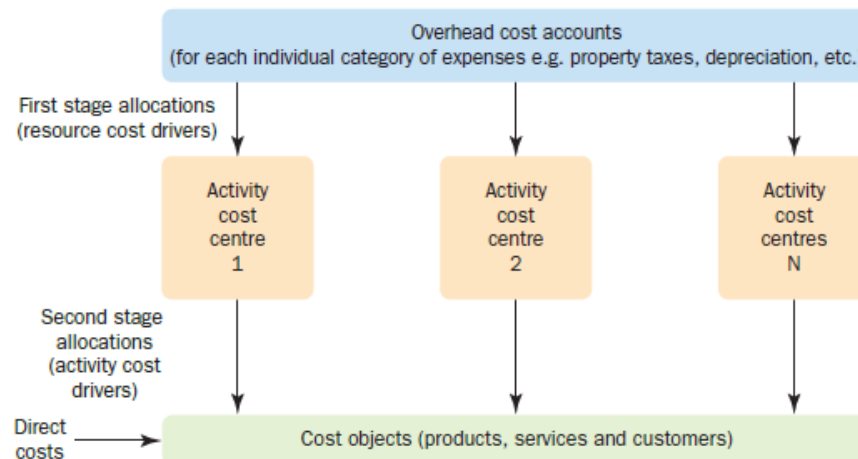 Overhead cost accounts
(for each individual category of expenses e.g. property taxes, depreciation, etc.
First stage allocations
(resource cost drivers)
Activity
cost
centre
1
Activity
cost
centre
2
Activity
cost
centres
N
Second stage
allocations
(activity cost
drivers)
Direct
costs
Cost objects (products, services and customers)